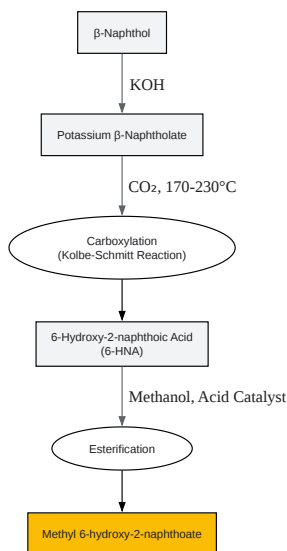 β-Naphthol
KOH
Potassium β-Naphtholate
CO₂, 170-230°C
Carboxylation
(Kolbe-Schmitt Reaction)
6-Hydroxy-2-naphthoic Acid
(6-HNA)
Methanol, Acid Catalyst
Esterification
Methyl 6-hydroxy-2-naphthoate